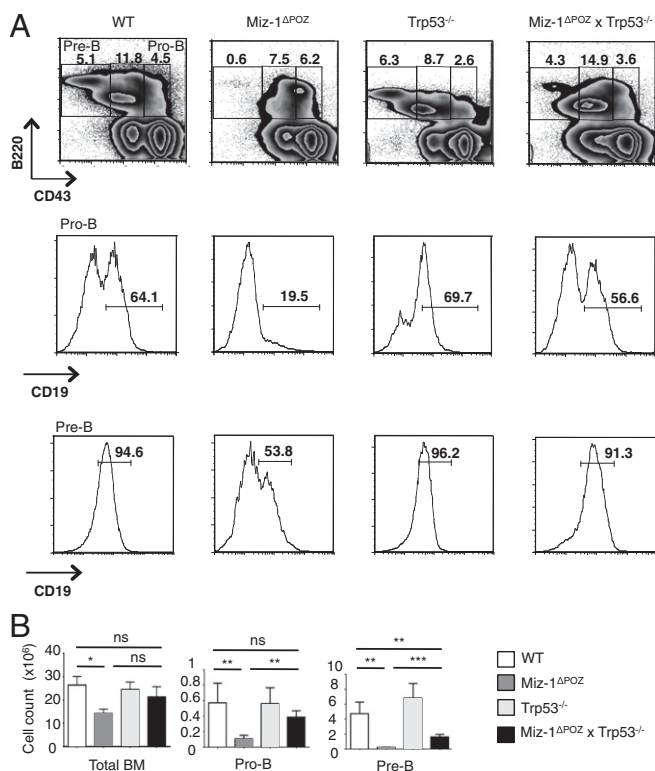 A
WT Miz-1ΔPOZ Trp53-/- Miz-1ΔPOZ x Trp53-/-
Pre-B Pro-B
5.1 11.8 4.5 0.6 7.5 6.2 6.3 8.7 2.6 4.3 14.9 3.6
B220
CD43
Pro-B
64.1 19.5 69.7 56.6
CD19
Pre-B
94.6 53.8 96.2 91.3
CD19
B
ns ns **
* ns ** ** ** ***
Cell count (x10⁶)
40 30 20 10 0
1 0.8 0.6 0.4 0.2 0
8 6 4 2 0
Total BM Pro-B Pre-B
WT
Miz-1ΔPOZ
Trp53-/-
Miz-1ΔPOZ x Trp53-/-